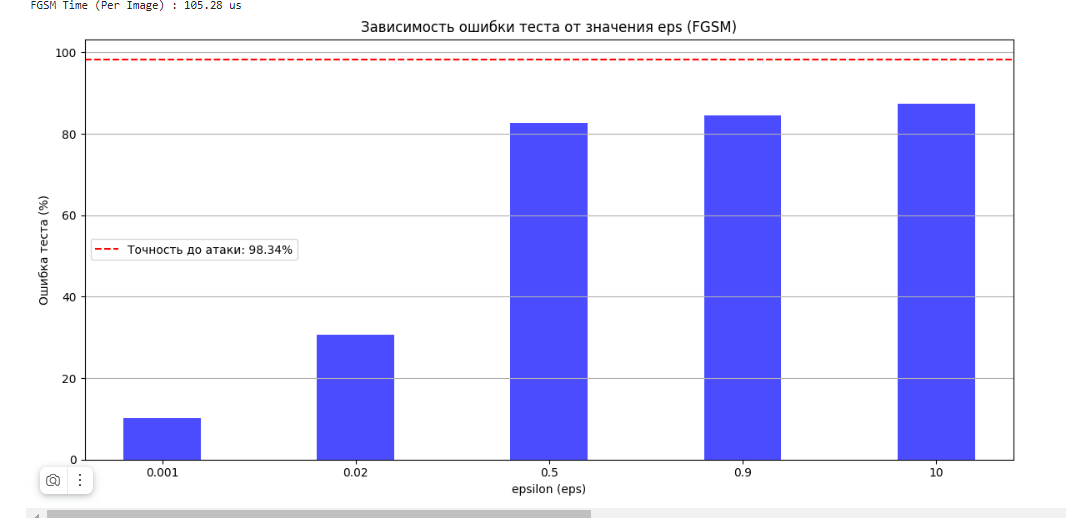 FGSM Time (Per Image) : 105.28 us
Зависимость ошибки теста от значения eps (FGSM)
100
80
60
40
20
0
Ошибка теста (%)
Точность до атаки: 98.34%
0.001 0.02 0.5 0.9 10
epsilon (eps)